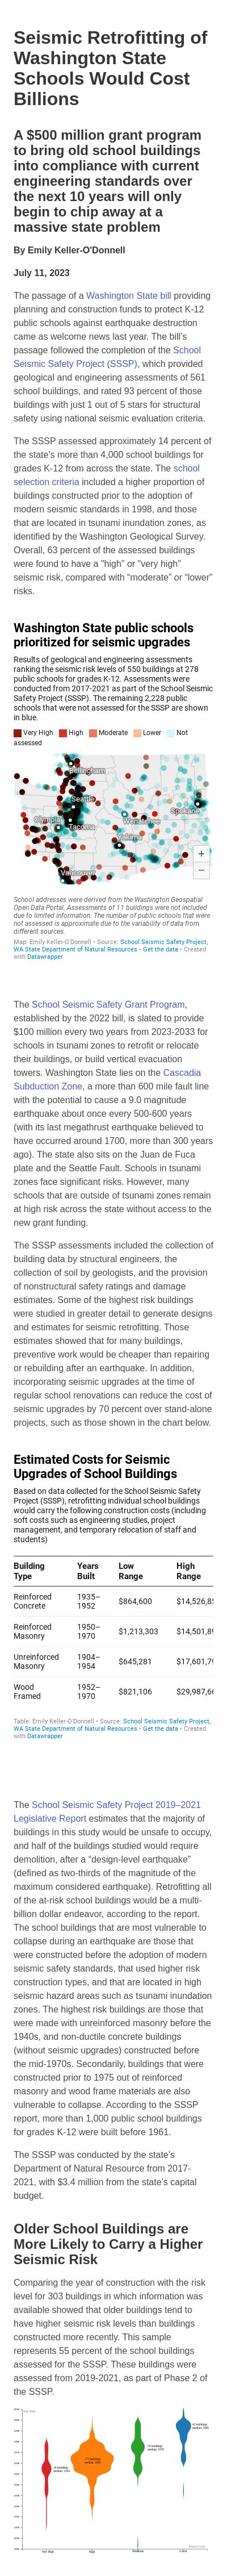 Seismic Retrofitting of
Washington State
Schools Would Cost
Billions
A $500 million grant program
to bring old school buildings
into compliance with current
engineering standards over
the next 10 years will only
begin to chip away at a
massive state problem
By Emily Keller-O'Donnell
July 11, 2023
The passage of a Washington State bill providing
planning and construction funds to protect K-12
public schools against earthquake destruction
came as welcome news last year. The bill's
passage followed the completion of the School
Seismic Safety Project (SSSP), which provided
geological and engineering assessments of 561
school buildings, and rated 93 percent of those
buildings with just 1 out of 5 stars for structural
safety using national seismic evaluation criteria.
The SSSP assessed approximately 14 percent of
the state's more than 4,000 school buildings for
grades K-12 from across the state. The school
selection criteria included a higher proportion of
buildings constructed prior to the adoption of
modern seismic standards in 1998, and those
that are located in tsunami inundation zones, as
identified by the Washington Geological Survey.
Overall, 63 percent of the assessed buildings
were found to have a "high" or "very high"
seismic risk, compared with “moderate” or “lower”
risks.
Washington State public schools
prioritized for seismic upgrades
Results of geological and engineering assessments
ranking the seismic risk levels of 550 buildings at 278
public schools for grades K-12. Assessments were
conducted from 2017-2021 as part of the School Seismic
Safety Project (SSSP). The remaining 2,228 public
schools that were not assessed for the SSSP are shown
in blue.
Very High High Moderate Lower Not
assessed
Bellingham
Seattle
Spokane
Olympia
Tacoma
Yakima
Vancouver
+
−
School addresses were derived from the Washington Geospatial
Open Data Portal. Assessments of 11 buildings were not included
due to limited information. The number of public schools that were
not assessed is approximate due to the variability of data from
different sources.
Map: Emily Keller-O'Donnell • Source: School Seismic Safety Project,
WA State Department of Natural Resources • Get the data • Created
with Datawrapper
The School Seismic Safety Grant Program,
established by the 2022 bill, is slated to provide
$100 million every two years from 2023-2033 for
schools in tsunami zones to retrofit or relocate
their buildings, or build vertical evacuation
towers. Washington State lies on the Cascadia
Subduction Zone, a more than 600 mile fault line
with the potential to cause a 9.0 magnitude
earthquake about once every 500-600 years
(with its last megathrust earthquake believed to
have occurred around 1700, more than 300 years
ago). The state also sits on the Juan de Fuca
plate and the Seattle Fault. Schools in tsunami
zones face significant risks. However, many
schools that are outside of tsunami zones remain
at high risk across the state without access to the
new grant funding.
The SSSP assessments included the collection of
building data by structural engineers, the
collection of soil by geologists, and the provision
of nonstructural safety ratings and damage
estimates. Some of the highest risk buildings
were studied in greater detail to generate designs
and estimates for seismic retrofitting. Those
estimates showed that for many buildings,
preventive work would be cheaper than repairing
or rebuilding after an earthquake. In addition,
incorporating seismic upgrades at the time of
regular school renovations can reduce the cost of
seismic upgrades by 70 percent over stand-alone
projects, such as those shown in the chart below.
Estimated Costs for Seismic
Upgrades of School Buildings
Based on data collected for the School Seismic Safety
Project (SSSP), retrofitting individual school buildings
would carry the following construction costs (including
soft costs such as engineering studies, project
management, and temporary relocation of staff and
students)
Building Type Years Built Low Range High Range
Reinforced Concrete 1935–1952 $864,600 $14,526,8
Reinforced Masonry 1950–1970 $1,213,303 $14,501,8
Unreinforced Masonry 1904–1954 $645,281 $17,601,7
Wood Framed 1952–1970 $821,106 $29,987,6
Table: Emily Keller-O'Donnell • Source: School Seismic Safety Project,
WA State Department of Natural Resources • Get the data • Created
with Datawrapper
The School Seismic Safety Project 2019–2021
Legislative Report estimates that the majority of
buildings in this study would be unsafe to occupy,
and half of the buildings studied would require
demolition, after a “design-level earthquake”
(defined as two-thirds of the magnitude of the
maximum considered earthquake). Retrofitting all
of the at-risk school buildings would be a multi-
billion dollar endeavor, according to the report.
The school buildings that are most vulnerable to
collapse during an earthquake are those that
were constructed before the adoption of modern
seismic safety standards, that used higher risk
construction types, and that are located in high
seismic hazard areas such as tsunami inundation
zones. The highest risk buildings are those that
were made with unreinforced masonry before the
1940s, and non-ductile concrete buildings
(without seismic upgrades) constructed before
the mid-1970s. Secondarily, buildings that were
constructed prior to 1975 out of reinforced
masonry and wood frame materials are also
vulnerable to collapse. According to the SSSP
report, more than 1,000 public school buildings
for grades K-12 were built before 1961.
The SSSP was conducted by the state's
Department of Natural Resource from 2017-
2021, with $3.4 million from the state's capital
budget.
Older School Buildings are
More Likely to Carry a Higher
Seismic Risk
Comparing the year of construction with the risk
level for 303 buildings in which information was
available showed that older buildings tend to
have higher seismic risk levels than buildings
constructed more recently. This sample
represents 55 percent of the school buildings
assessed for the SSSP. These buildings were
assessed from 2019-2021, as part of Phase 2 of
the SSSP.